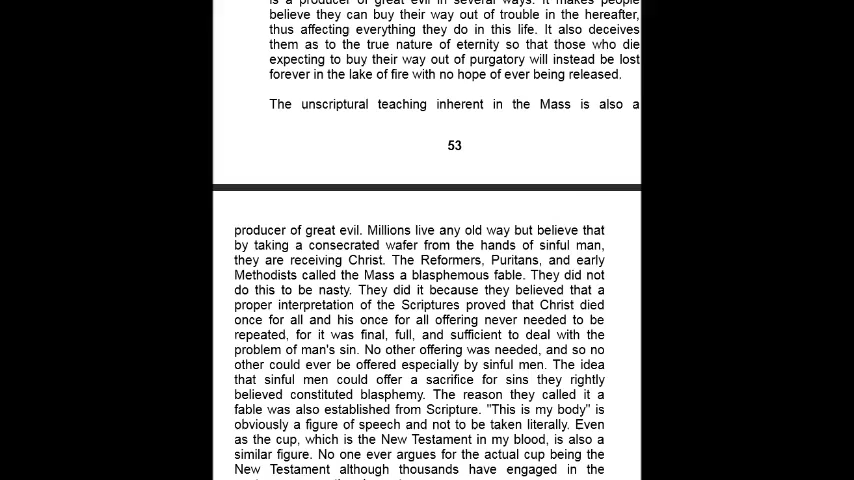 is a producer of great evil in several ways. It makes people
believe they can buy their way out of trouble in the hereafter,
thus affecting everything they do in this life. It also deceives
them as to the true nature of eternity so that those who die
expecting to buy their way out of purgatory will instead be lost
forever in the lake of fire with no hope of ever being released.
The unscriptural teaching inherent in the Mass is also a
53
producer of great evil. Millions live any old way but believe that
by taking a consecrated wafer from the hands of sinful man,
they are receiving Christ. The Reformers, Puritans, and early
Methodists called the Mass a blasphemous fable. They did not
do this to be nasty. They did it because they believed that a
proper interpretation of the Scriptures proved that Christ died
once for all and his once for all offering never needed to be
repeated, for it was final, full, and sufficient to deal with the
problem of man's sin. No other offering was needed, and so no
other could ever be offered especially by sinful men. The idea
that sinful men could offer a sacrifice for sins they rightly
believed constituted blasphemy. The reason they called it a
fable was also established from Scripture. "This is my body" is
obviously a figure of speech and not to be taken literally. Even
as the cup, which is the New Testament in my blood, is also a
similar figure. No one ever argues for the actual cup being the
New Testament although thousands have engaged in the